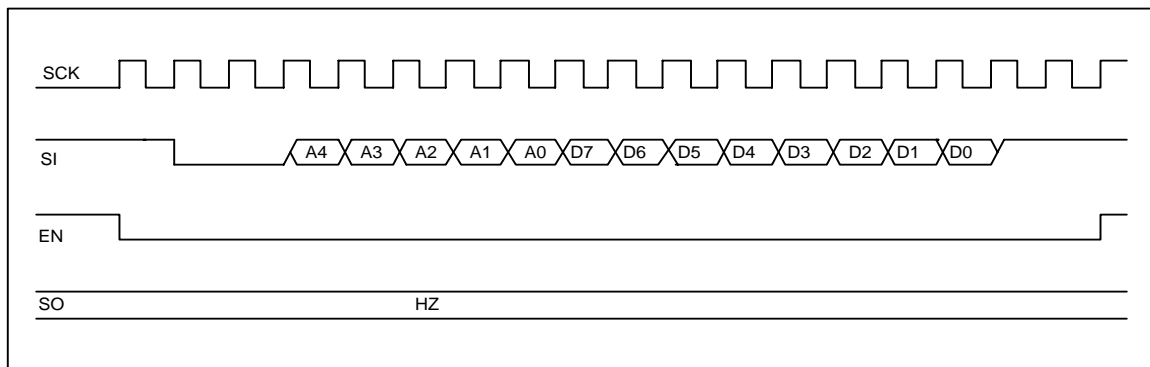 SCK
SI A4 A3 A2 A1 A0 D7 D6 D5 D4 D3 D2 D1 D0
EN
SO HZ